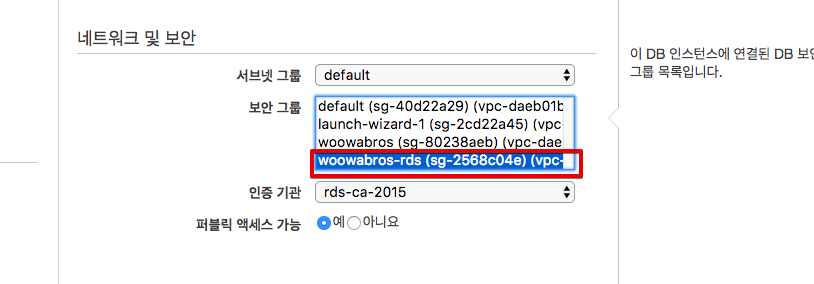 네트워크 및 보안
서브넷 그룹 default
보안 그룹 default (sg-40d22a29) (vpc-daeb01b
launch-wizard-1 (sg-2cd22a45) (vpc-
woowabros (sg-80238aeb) (vpc-dae
woowabros-rds (sg-2568c04e) (vpc-
인증 기관 rds-ca-2015
퍼블릭 액세스 가능 예 아니요
이 DB 인스턴스에 연결된 DB 보안
그룹 목록입니다.